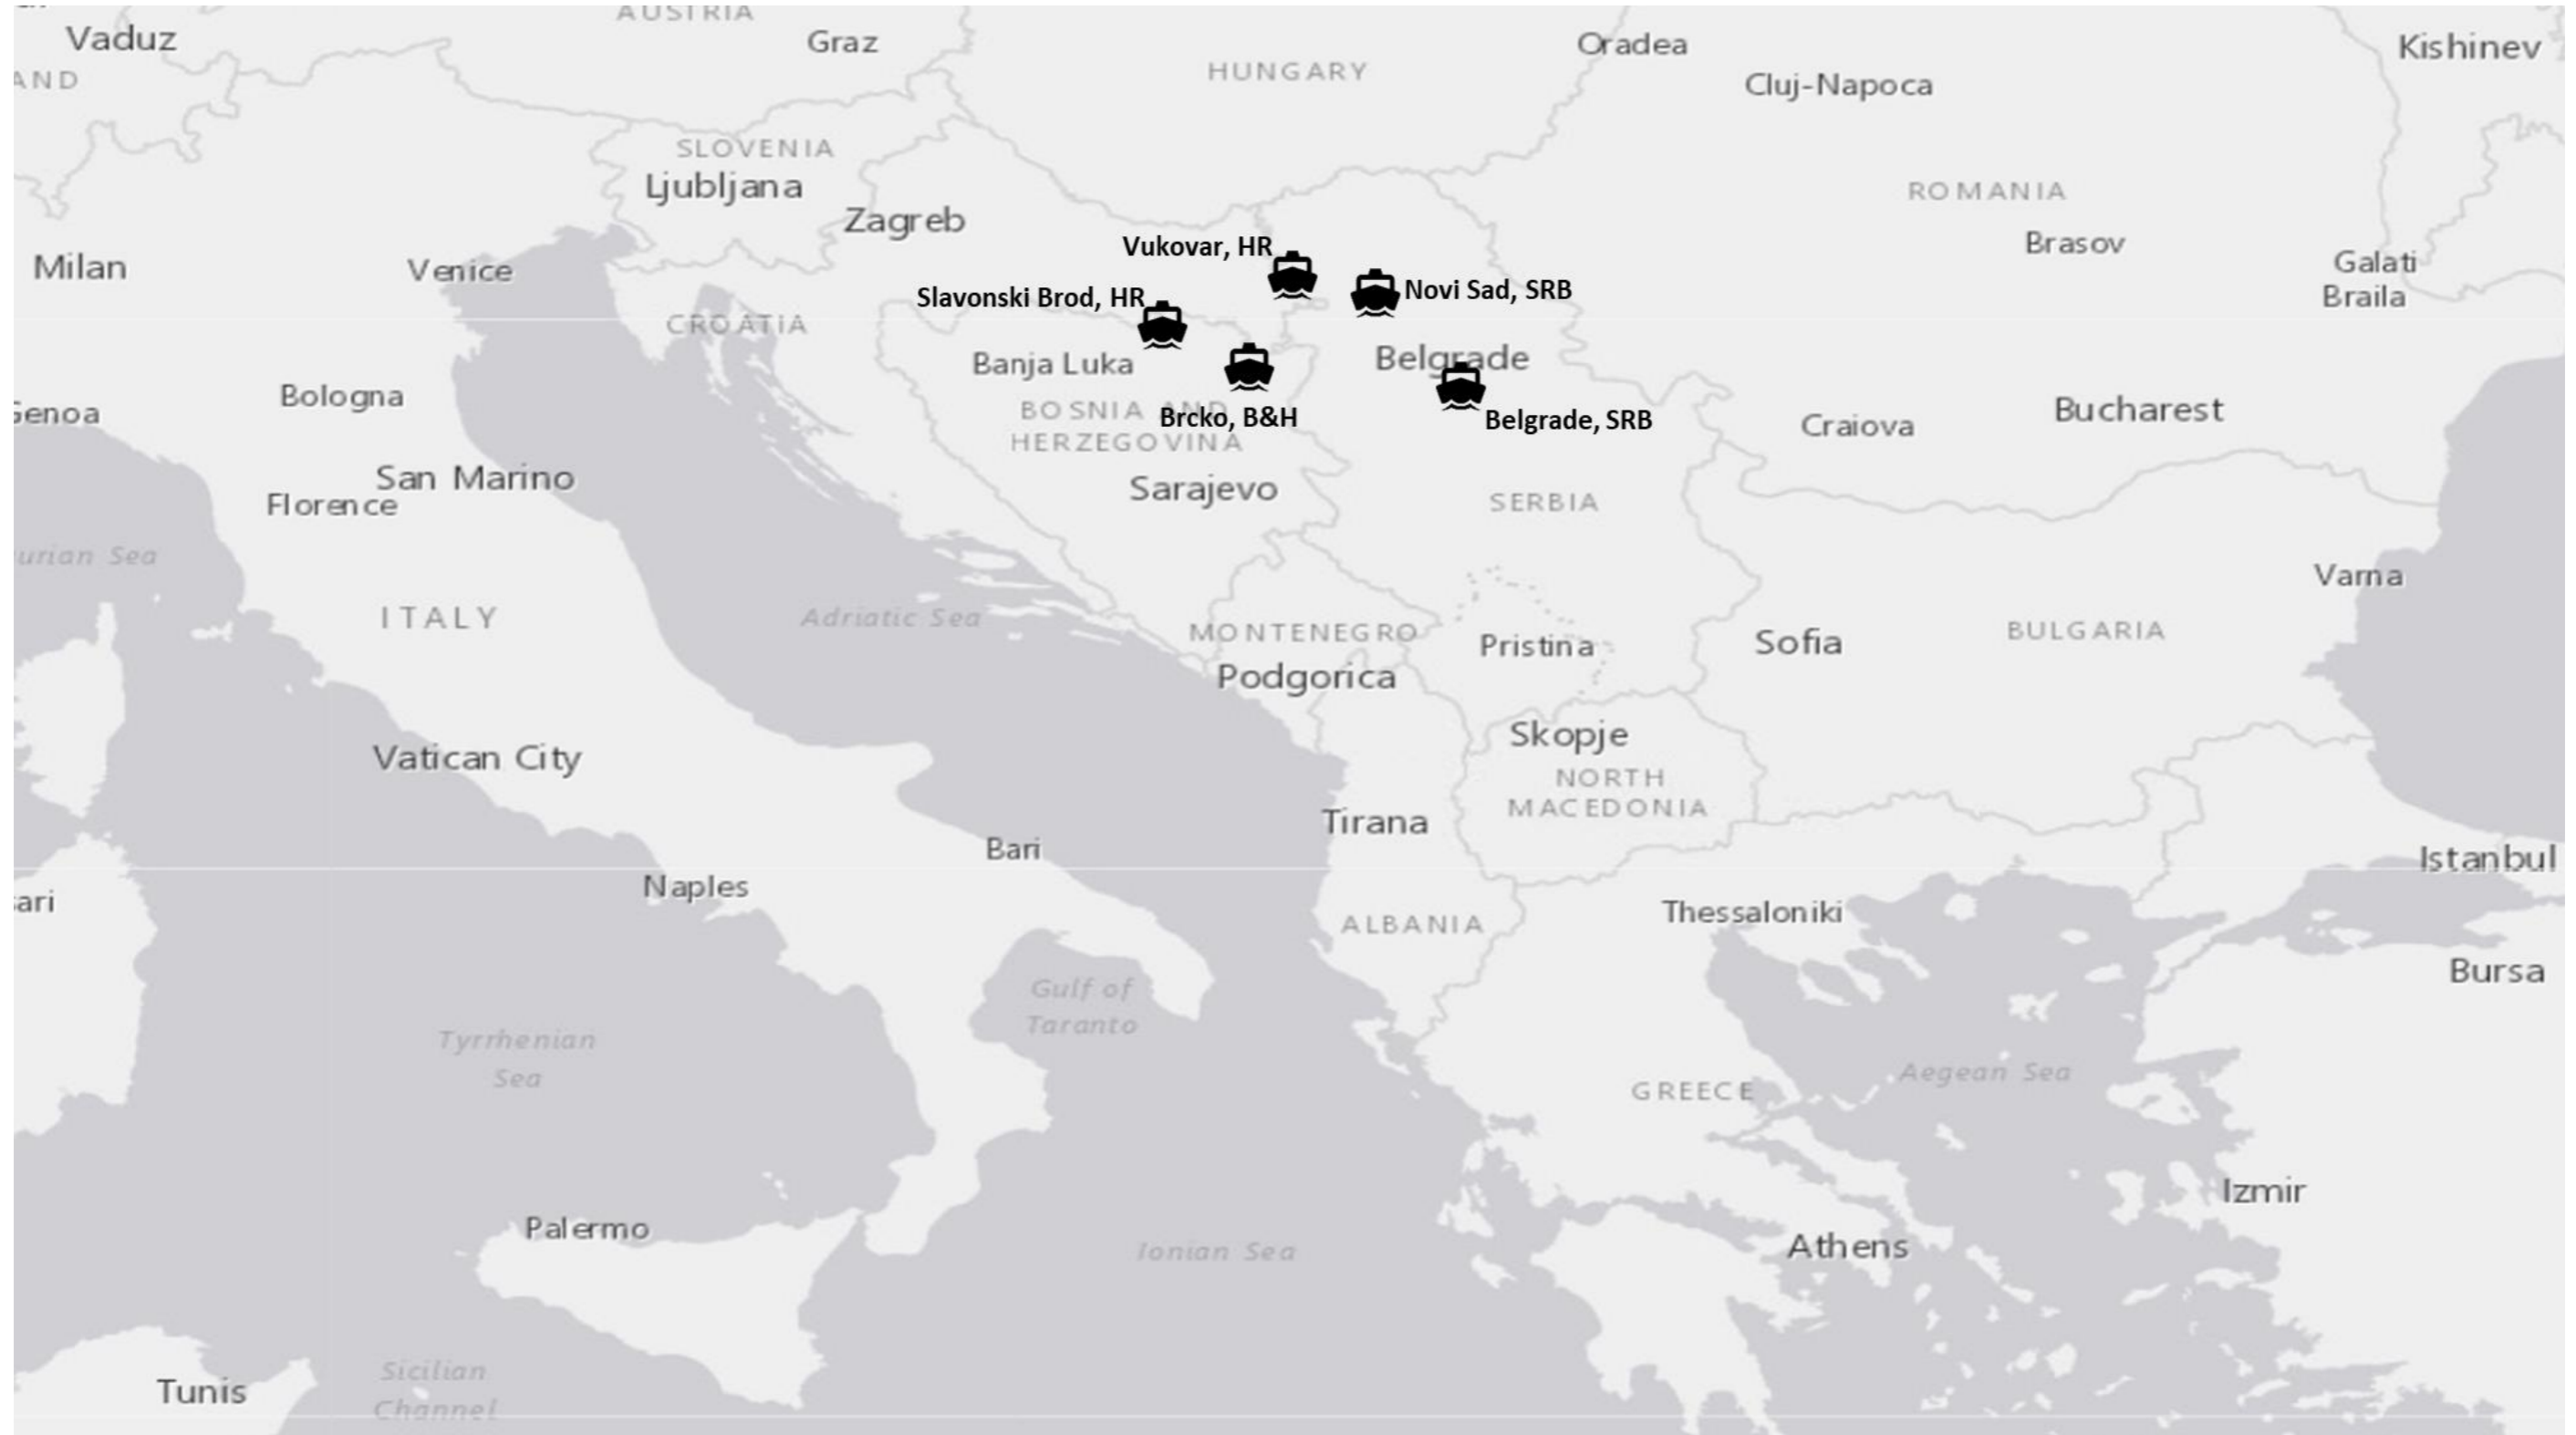 AUSTRIA
Vaduz
Graz
Oradea
Kishinev
AND
HUNGARY
Cluj-Napoca
SLOVENIA
Ljubljana
ROMANIA
Zagreb
Brasov
Vukovar, HR
Milan
Venice
Galati
Novi Sad, SRB
Slavonski Brod, HR
Braila
CROATIA
Banja Luka
Belgrade
Bologna
BOSNIA AND
HERZEGOVINA
Brcko, B&H
Belgrade, SRB
Genoa
Craiova
Bucharest
San Marino
Florence
Sarajevo
SERBIA
urian Sea
Varna
ITALY
Adriatic Sea
MONTENEGRO
Pristina
Sofia
BULGARIA
Podgorica
Skopje
Vatican City
NORTH
MACEDONIA
Tirana
Bari
Istanbul
Naples
ari
Thessaloniki
ALBANIA
Bursa
Gulf of
Taranto
Tyrrhenian
Sea
Aegean Sea
GREECE
Izmir
Palermo
Ionian Sea
Athens
Sicilian
Channel
Tunis